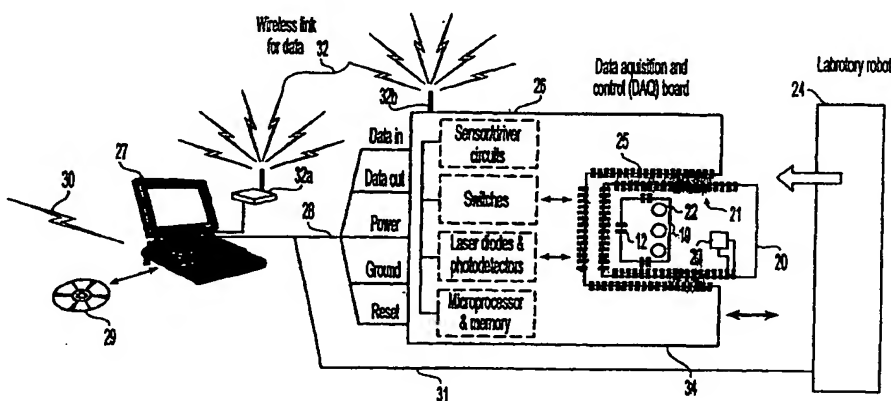 Wireless link
for data
32
32b
26
Data aquisition and
control (DAQ) board
Labrotory robot
24
27
30
32a
28
29
Data in
Data out
Power
Ground
Reset
Sensor/driver
circuits
Switches
Laser diodes &
photodetectors
Microprocessor
& memory
25
22
21
12
19
23
20
31
34